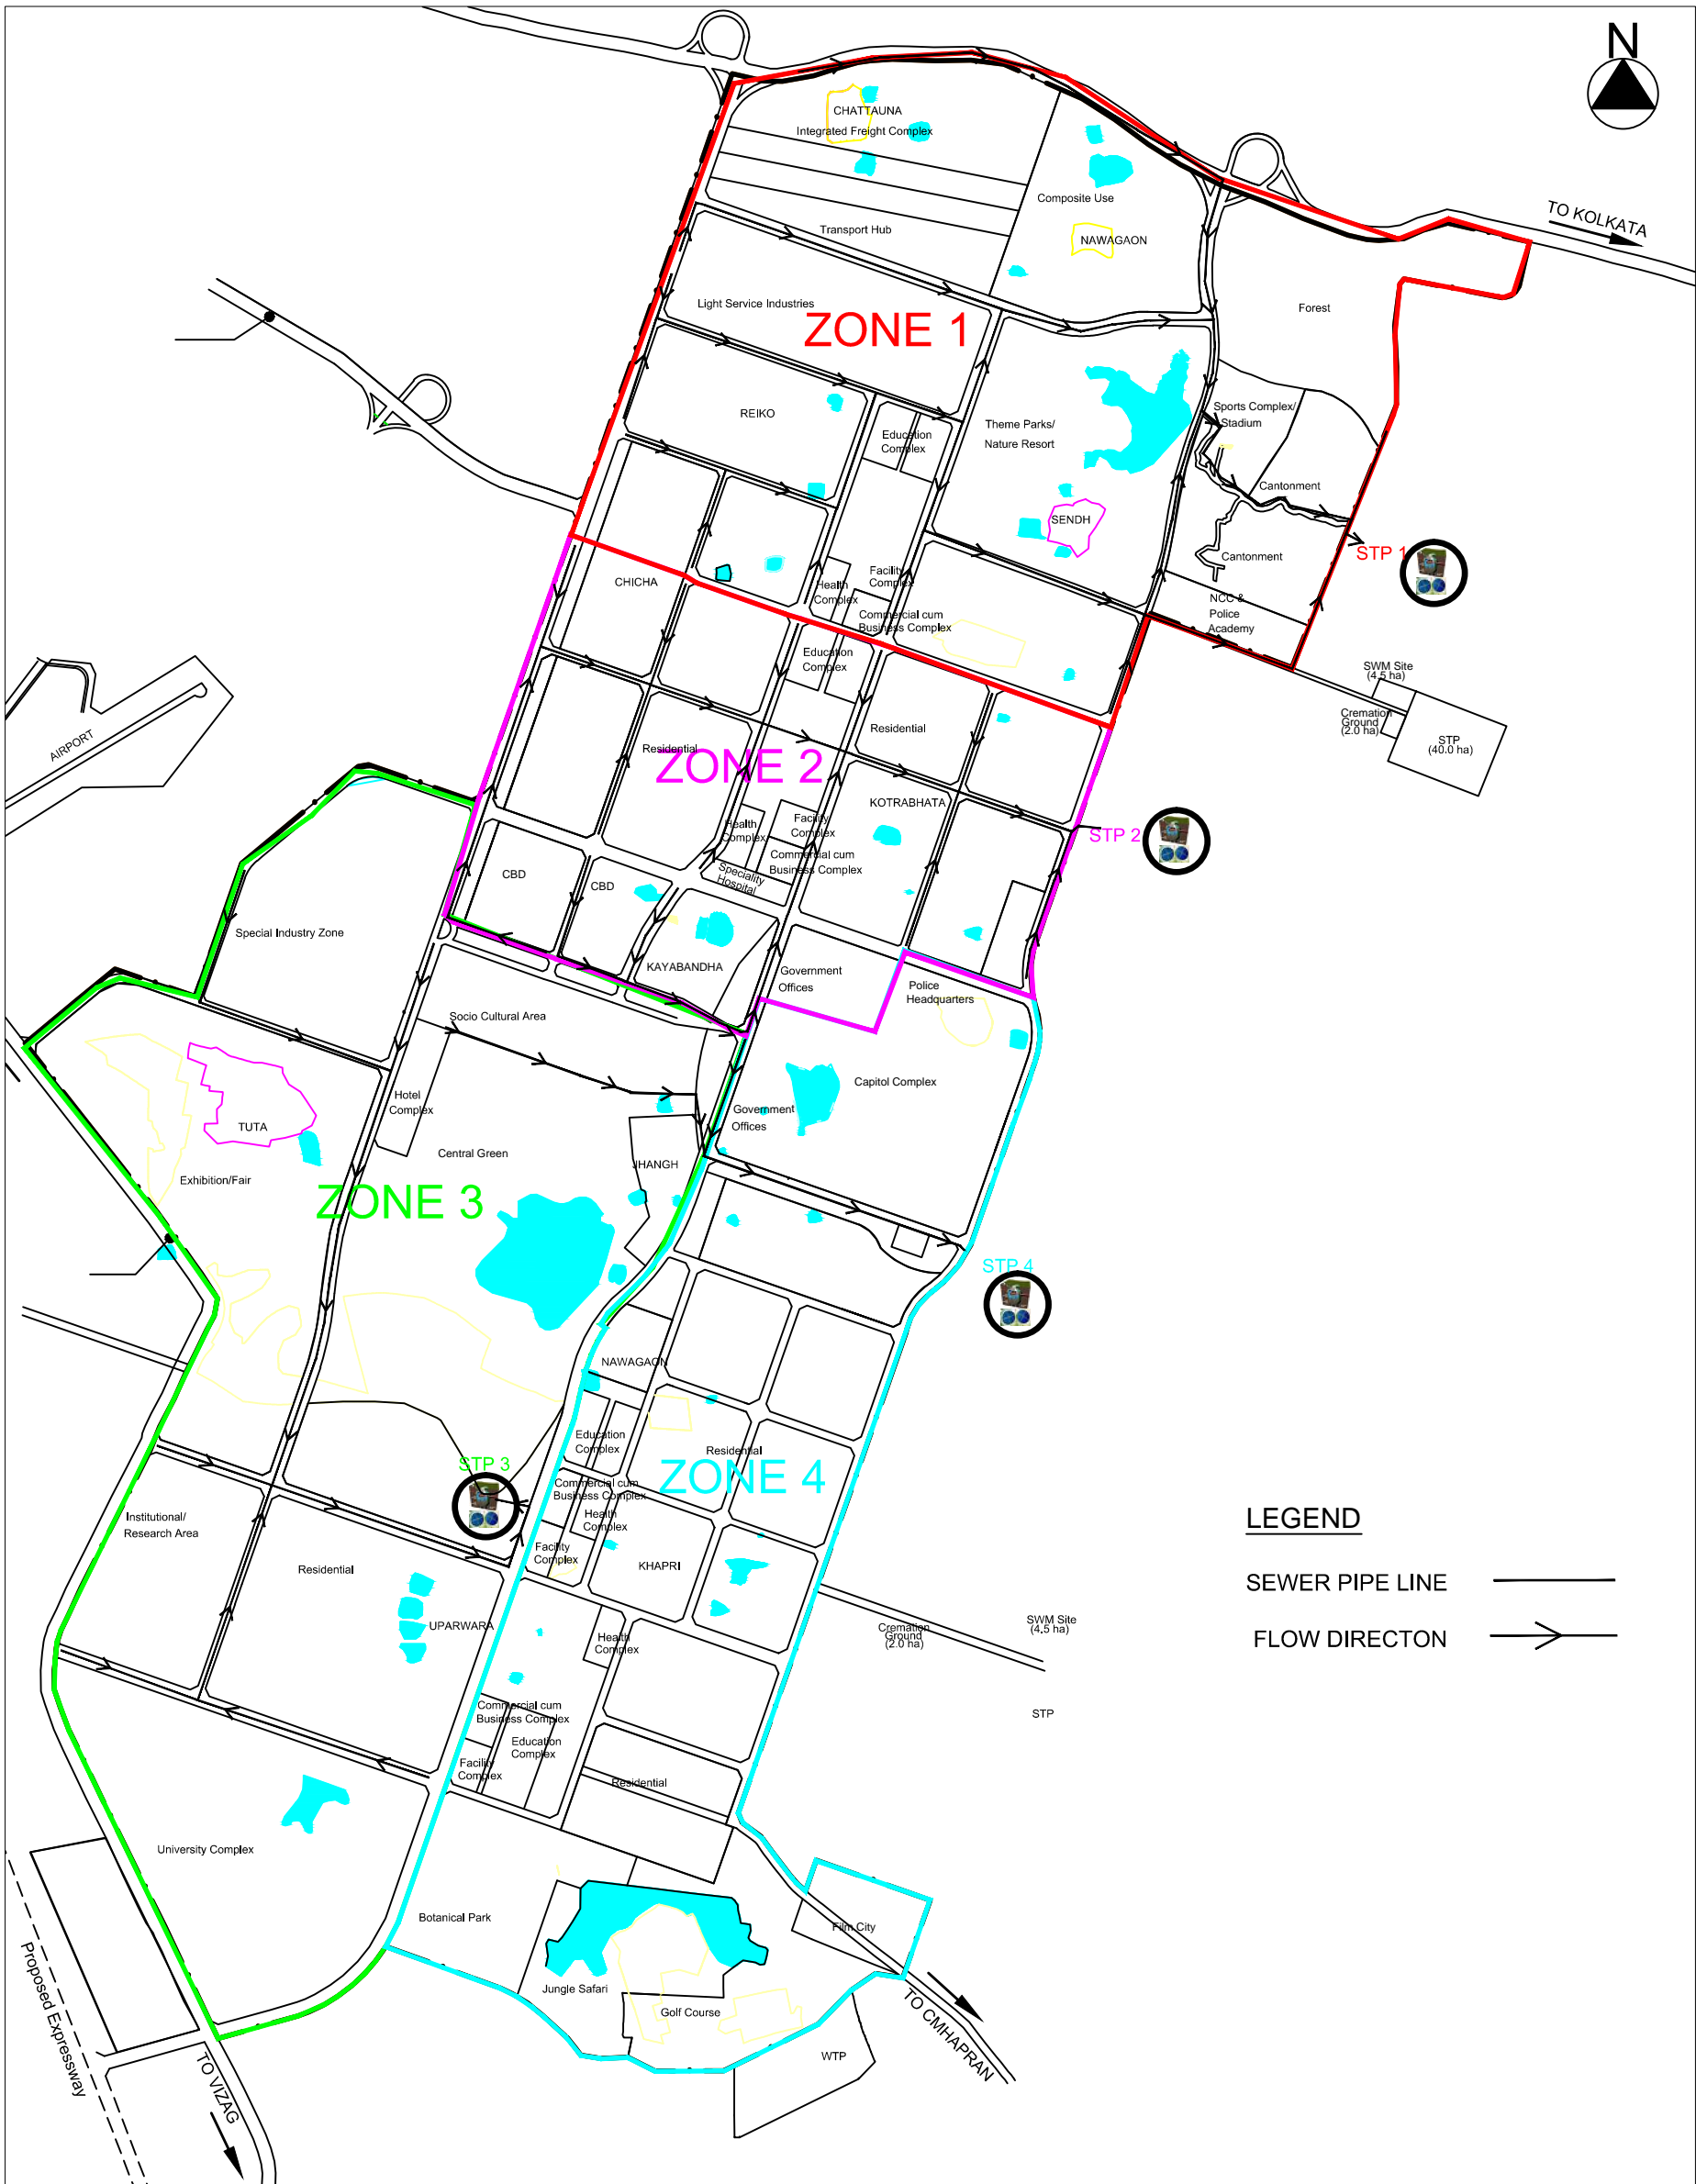 N
CHATTAUNA
Integrated Freight Complex
Composite Use
TO KOLKATA
Transport Hub
NAWAGAON
Light Service Industries
Forest
ZONE 1
REIKO
Sports Complex/
Stadium
Theme Parks/
Nature Resort
Education
Complex
Cantonment
SENDH
STP 1
Cantonment
CHICHA
Facility
Complex
Health
Complex
NCC &
Police
Academy
Commercial cum
Business Complex
Education
Complex
SWM Site
(4.5 ha)
Cremation
Ground
(2.0 ha)
STP
(40.0 ha)
AIRPORT
Residential
Residential
ZONE 2
KOTRABHATA
Health
Complex
Facility
Complex
STP 2
Commercial cum
Business Complex
CBD
CBD
Speciality
Hospital
Special Industry Zone
KAYABANDHA
Government
Offices
Police
Headquarters
Socio Cultural Area
Capitol Complex
Hotel
Complex
Government
Offices
TUTA
Central Green
JHANGH
Exhibition/Fair
ZONE 3
STP 4
NAWAGAON
Education
Complex
Residential
STP 3
ZONE 4
Commercial cum
Business Complex
Institutional/
Research Area
Health
Complex
Facility
Complex
KHAPRI
Residential
LEGEND
SEWER PIPE LINE
FLOW DIRECTON
UPARWARA
Health
Complex
Cremation
Ground
(2.0 ha)
SWM Site
(4.5 ha)
STP
Commercial cum
Business Complex
Education
Complex
Facility
Complex
Residential
University Complex
Botanical Park
Film City
Jungle Safari
Golf Course
TO CMHAPRAN
WTP
Proposed Expressway
TO VIZAG